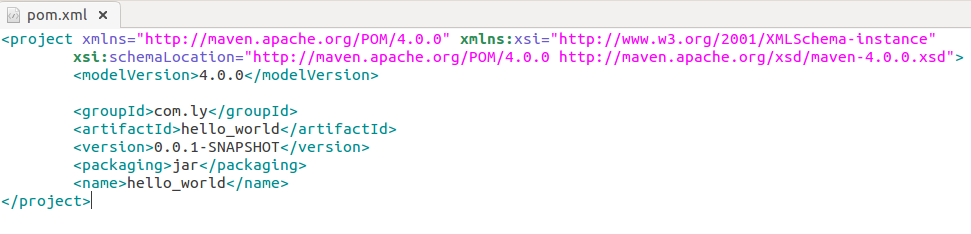 pom.xml
<project xmlns="http://maven.apache.org/POM/4.0.0" xmlns:xsi="http://www.w3.org/2001/XMLSchema-instance"
xsi:schemaLocation="http://maven.apache.org/POM/4.0.0 http://maven.apache.org/xsd/maven-4.0.0.xsd">
<modelVersion>4.0.0</modelVersion>
<groupId>com.ly</groupId>
<artifactId>hello_world</artifactId>
<version>0.0.1-SNAPSHOT</version>
<packaging>jar</packaging>
<name>hello_world</name>
</project>